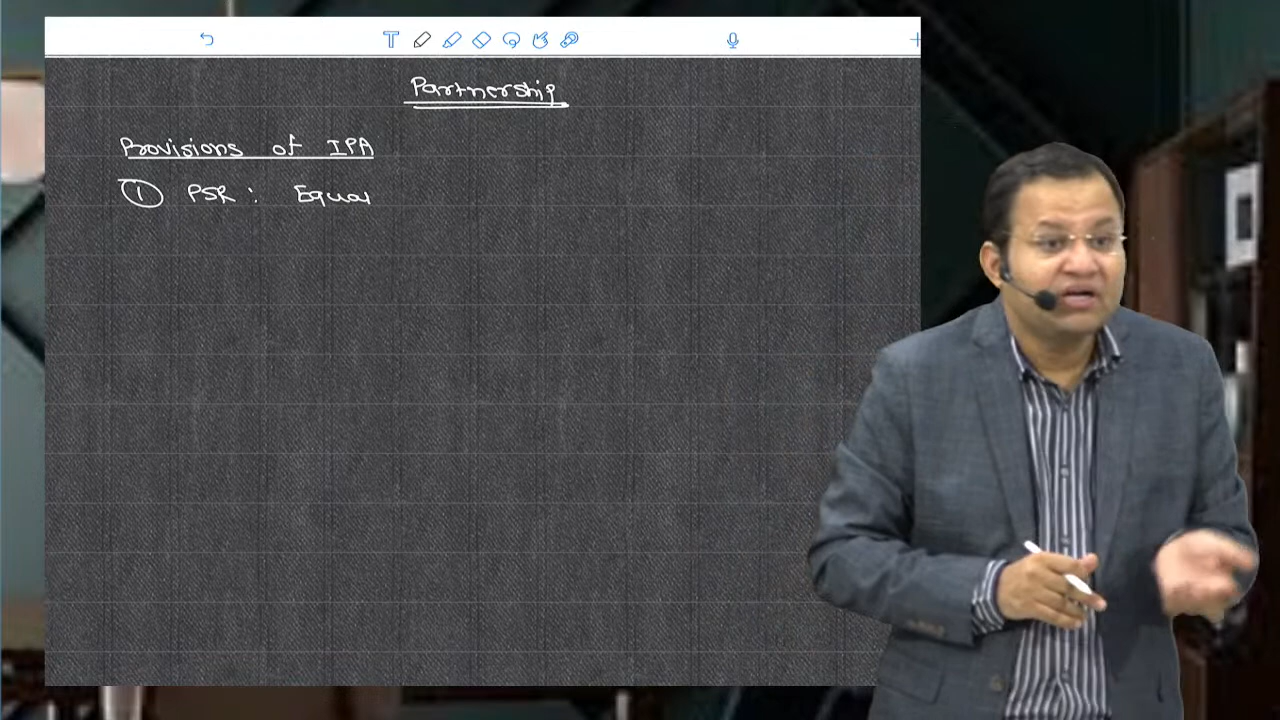 Partnership
Provisions of IPA
① PSR : Equal